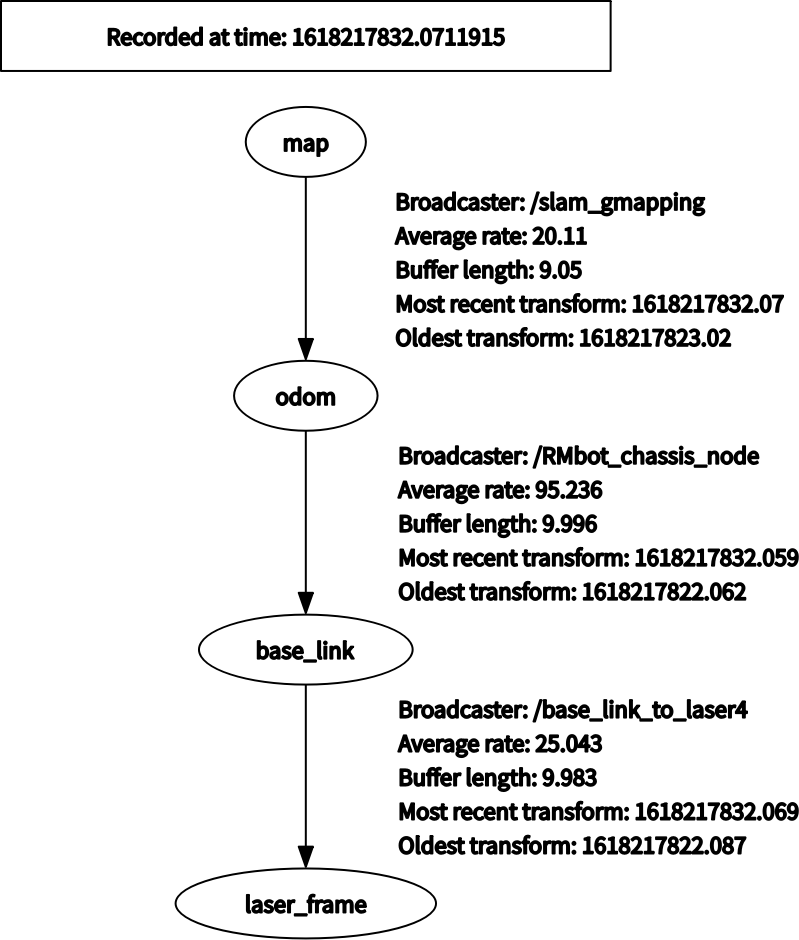 Recorded at time: 1618217832.0711915
map
Broadcaster: /slam_gmapping
Average rate: 20.11
Buffer length: 9.05
Most recent transform: 1618217832.07
Oldest transform: 1618217823.02
odom
Broadcaster: /RMbot_chassis_node
Average rate: 95.236
Buffer length: 9.996
Most recent transform: 1618217832.059
Oldest transform: 1618217822.062
base_link
Broadcaster: /base_link_to_laser4
Average rate: 25.043
Buffer length: 9.983
Most recent transform: 1618217832.069
Oldest transform: 1618217822.087
laser_frame